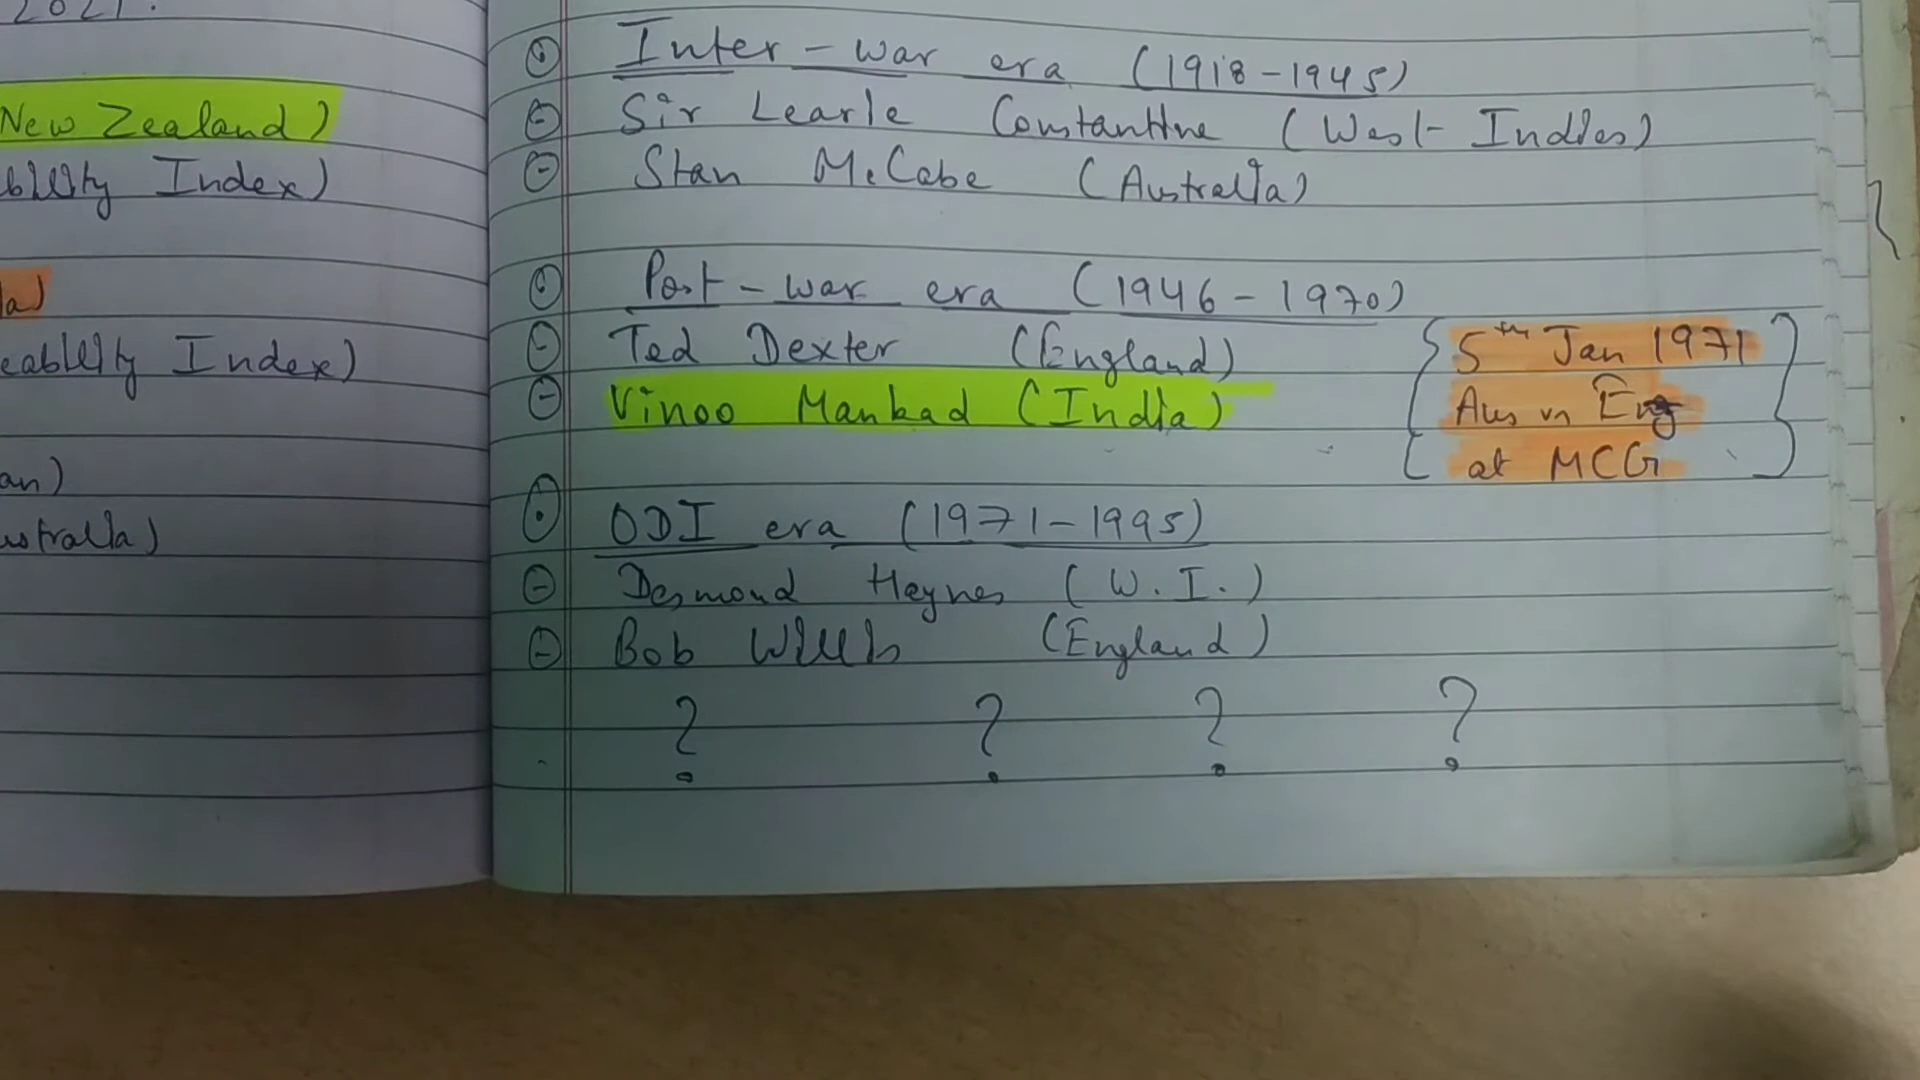 2021.
New Zealand)
Index)
a)
Index)
an)
ustralia)
Inter-war era (1918-1945)
Sir Learie Constantine (West-Indies)
Stan McCabe (Australia)
Post-war era (1946-1970)
Ted Dexter (England)
Vinoo Mankad (India)
5th Jan 1971
Aus vs Eng
at MCG
ODI era (1971-1995)
Desmond Haynes (W.I.)
Bob Willis (England)
? ? ? ?